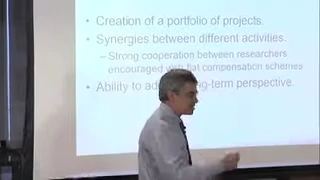 • Creation of a portfolio of projects.
• Synergies between different activities.
– Strong cooperation between researchers
encouraged with flat compensation schemes
• Ability to ad ng-term perspective.